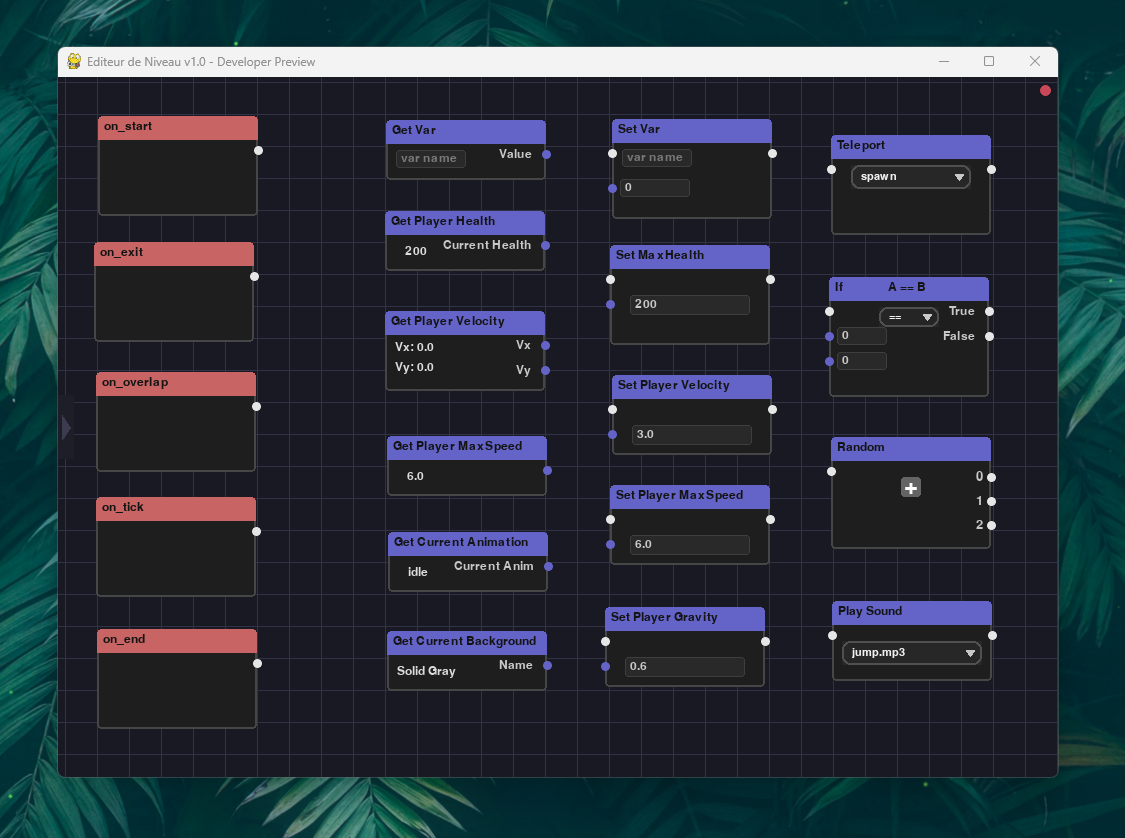 Editeur de Niveau v1.0 - Developer Preview
on_start
on_exit
on_overlap
on_tick
on_end
Get Var
var name
Value
Get Player Health
200
Current Health
Get Player Velocity
Vx: 0.0
Vx
Vy: 0.0
Vy
Get Player MaxSpeed
6.0
Get Current Animation
idle
Current Anim
Get Current Background
Solid Gray
Name
Set Var
var name
0
Set MaxHealth
200
Set Player Velocity
3.0
Set Player MaxSpeed
6.0
Set Player Gravity
0.6
Teleport
spawn
If A == B
==
True
0
False
0
Random
0
1
2
Play Sound
jump.mp3